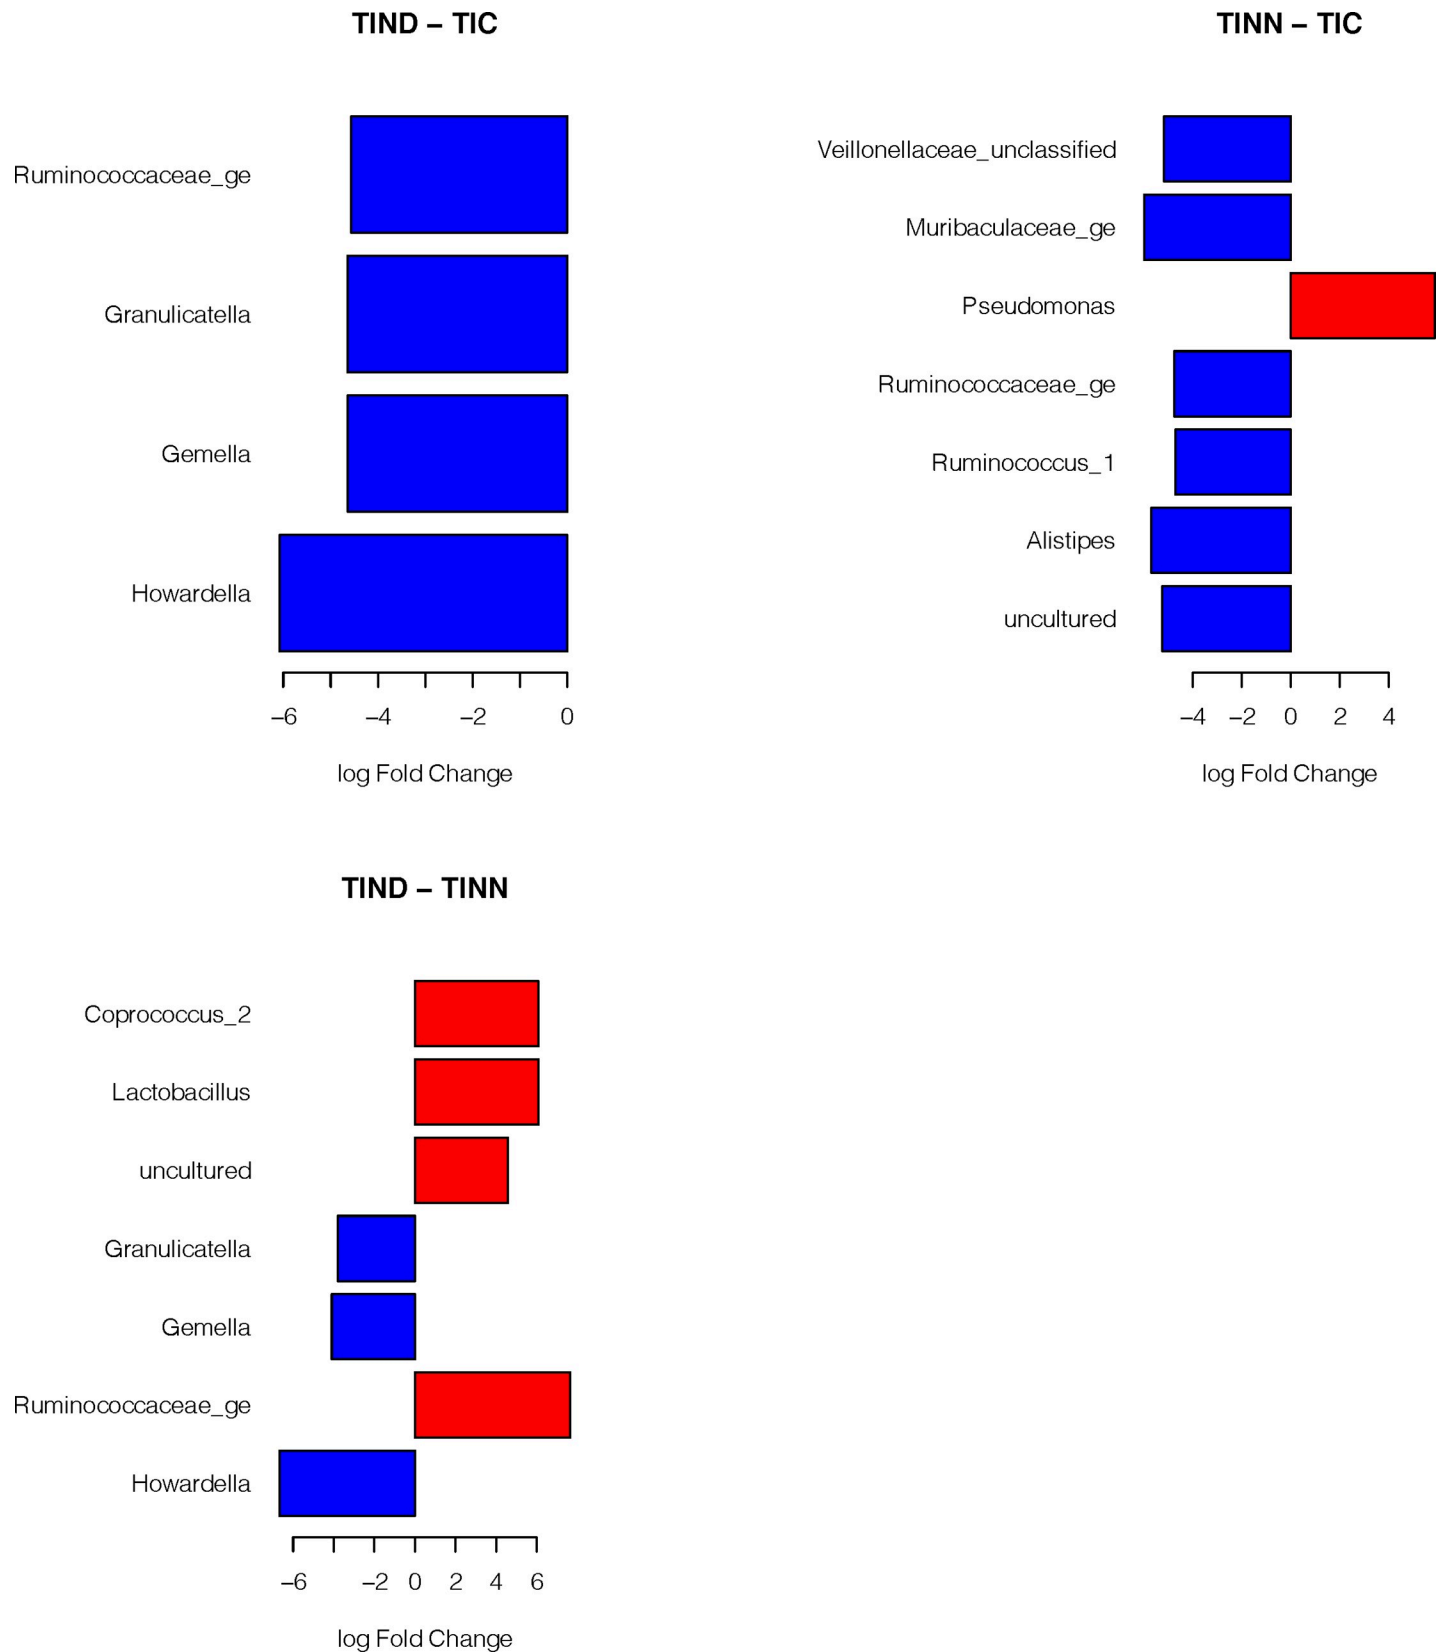 TIND – TIC
Ruminococcaceae_ge
Granulicatella
Gemella
Howardella
−6 −4 −2 0
log Fold Change
TINN – TIC
Veillonellaceae_unclassified
Muribaculaceae_ge
Pseudomonas
Ruminococcaceae_ge
Ruminococcus_1
Alistipes
uncultured
−4 −2 0 2 4
log Fold Change
TIND – TINN
Coprococcus_2
Lactobacillus
uncultured
Granulicatella
Gemella
Ruminococcaceae_ge
Howardella
−6 −2 0 2 4 6
log Fold Change